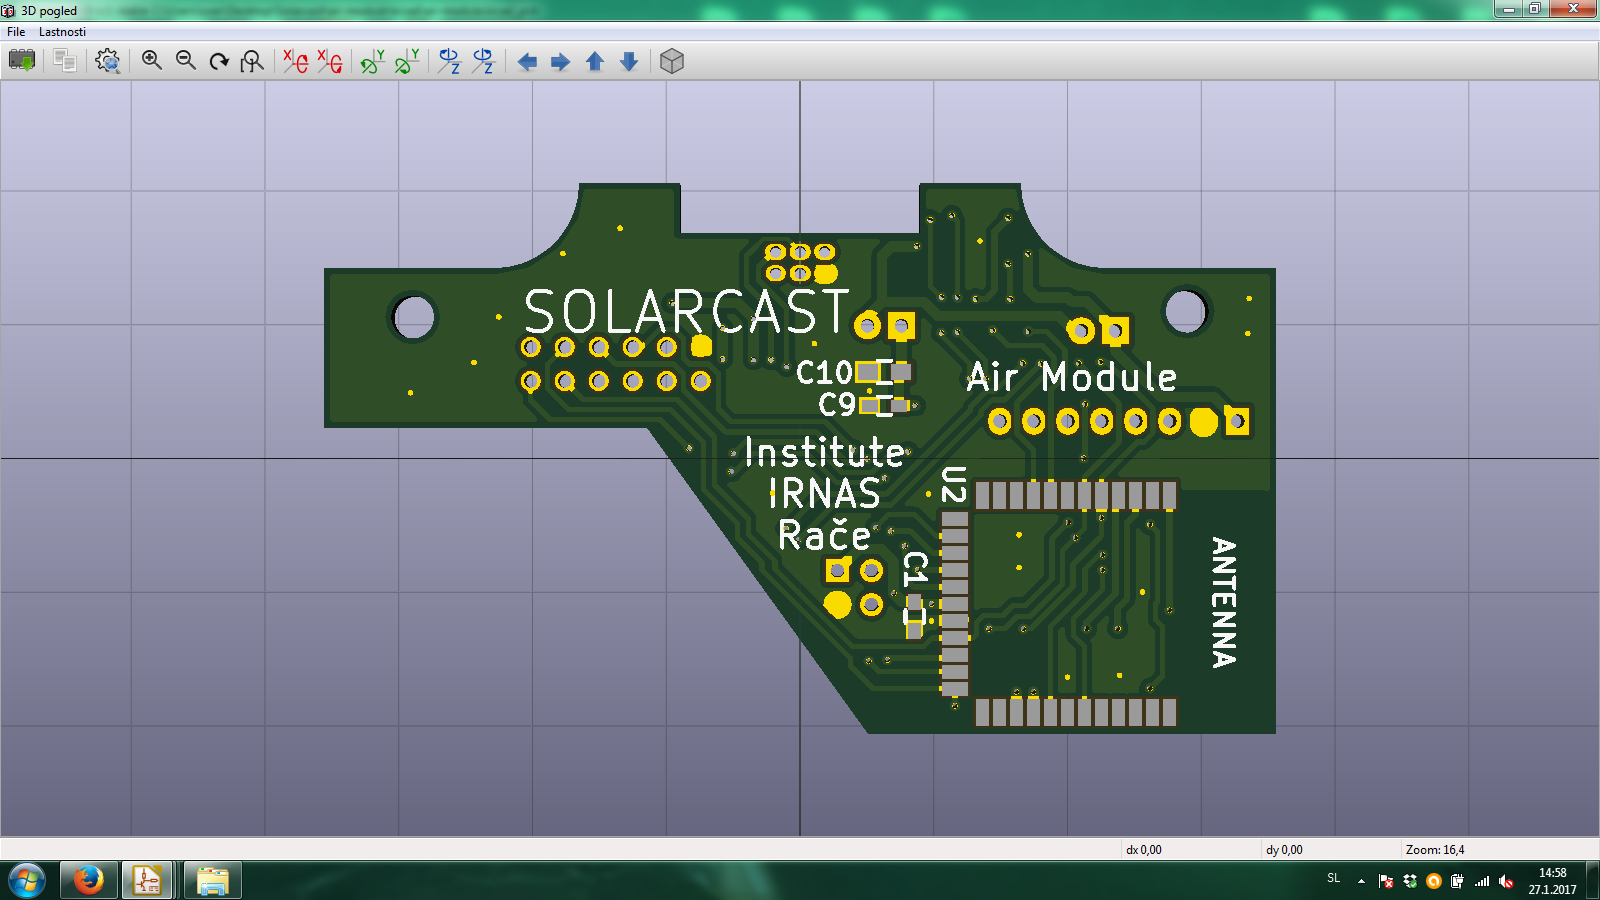 3D pogled
File Lastnosti
SOLARCAST
C10
C9
Air Module
Institute
IRNAS
Rače
U2
C1
ANTENNA
dx 0,00
dy 0,00
Zoom: 16,4
SL
14:58
27.1.2017